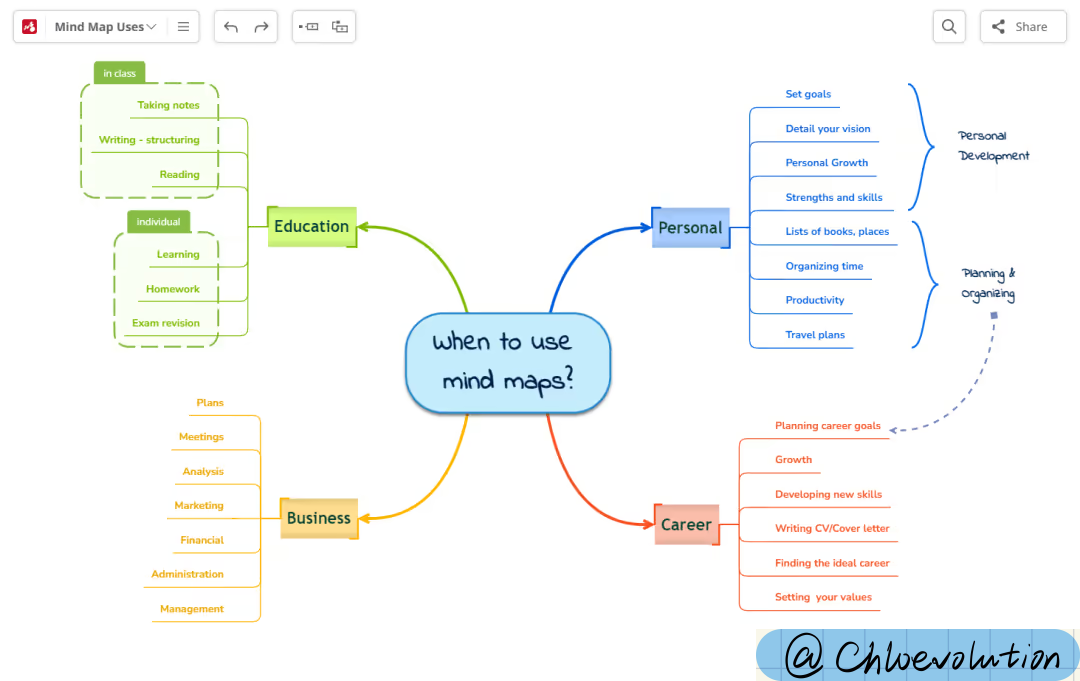 Mind Map Uses
Share
in class
Taking notes
Writing - structuring
Reading
individual
Learning
Homework
Exam revision
Education
Set goals
Detail your vision
Personal Growth
Strengths and skills
Lists of books, places
Organizing time
Productivity
Travel plans
Personal
Personal
Development
Planning &
Organizing
When to use
mind maps?
Plans
Meetings
Analysis
Marketing
Financial
Administration
Management
Business
Planning career goals
Growth
Developing new skills
Writing CV/Cover letter
Finding the ideal career
Setting your values
Career
@ Chloevolution